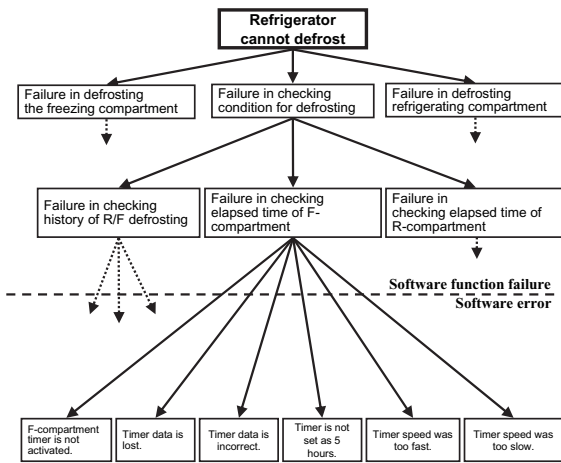 Refrigerator
cannot defrost
Failure in defrosting
the freezing compartment
Failure in checking
condition for defrosting
Failure in defrosting
refrigerating compartment
Failure in checking
history of R/F defrosting
Failure in checking
elapsed time of F-
compartment
Failure in
checking elapsed time of
R-compartment
Software function failure
Software error
F-compartment
timer is not
activated.
Timer data is
lost.
Timer data is
incorrect.
Timer is not
set as 5
hours.
Timer speed was
too fast.
Timer speed was
too slow.